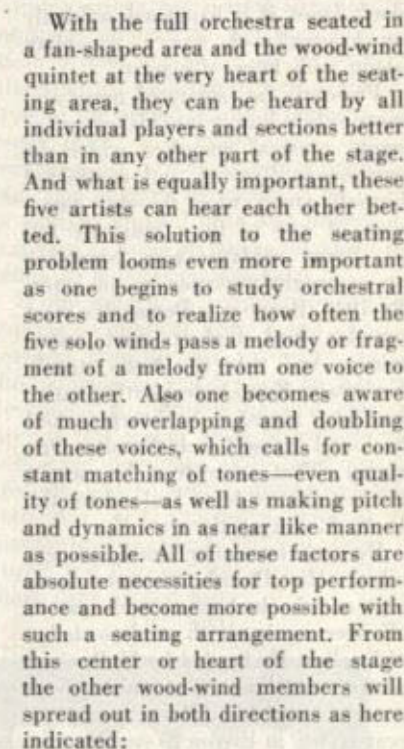 With the full orchestra seated in
a fan-shaped area and the wood-wind
quintet at the very heart of the seat-
ing area, they can be heard by all
individual players and sections better
than in any other part of the stage.
And what is equally important, these
five artists can hear each other bet-
ted. This solution to the seating
problem looms even more important
as one begins to study orchestral
scores and to realize how often the
five solo winds pass a melody or frag-
ment of a melody from one voice to
the other. Also one becomes aware
of much overlapping and doubling
of these voices, which calls for con-
stant matching of tones—even qual-
ity of tones—as well as making pitch
and dynamics in as near like manner
as possible. All of these factors are
absolute necessities for top perform-
ance and become more possible with
such a seating arrangement. From
this center or heart of the stage
the other wood-wind members will
spread out in both directions as here
indicated: